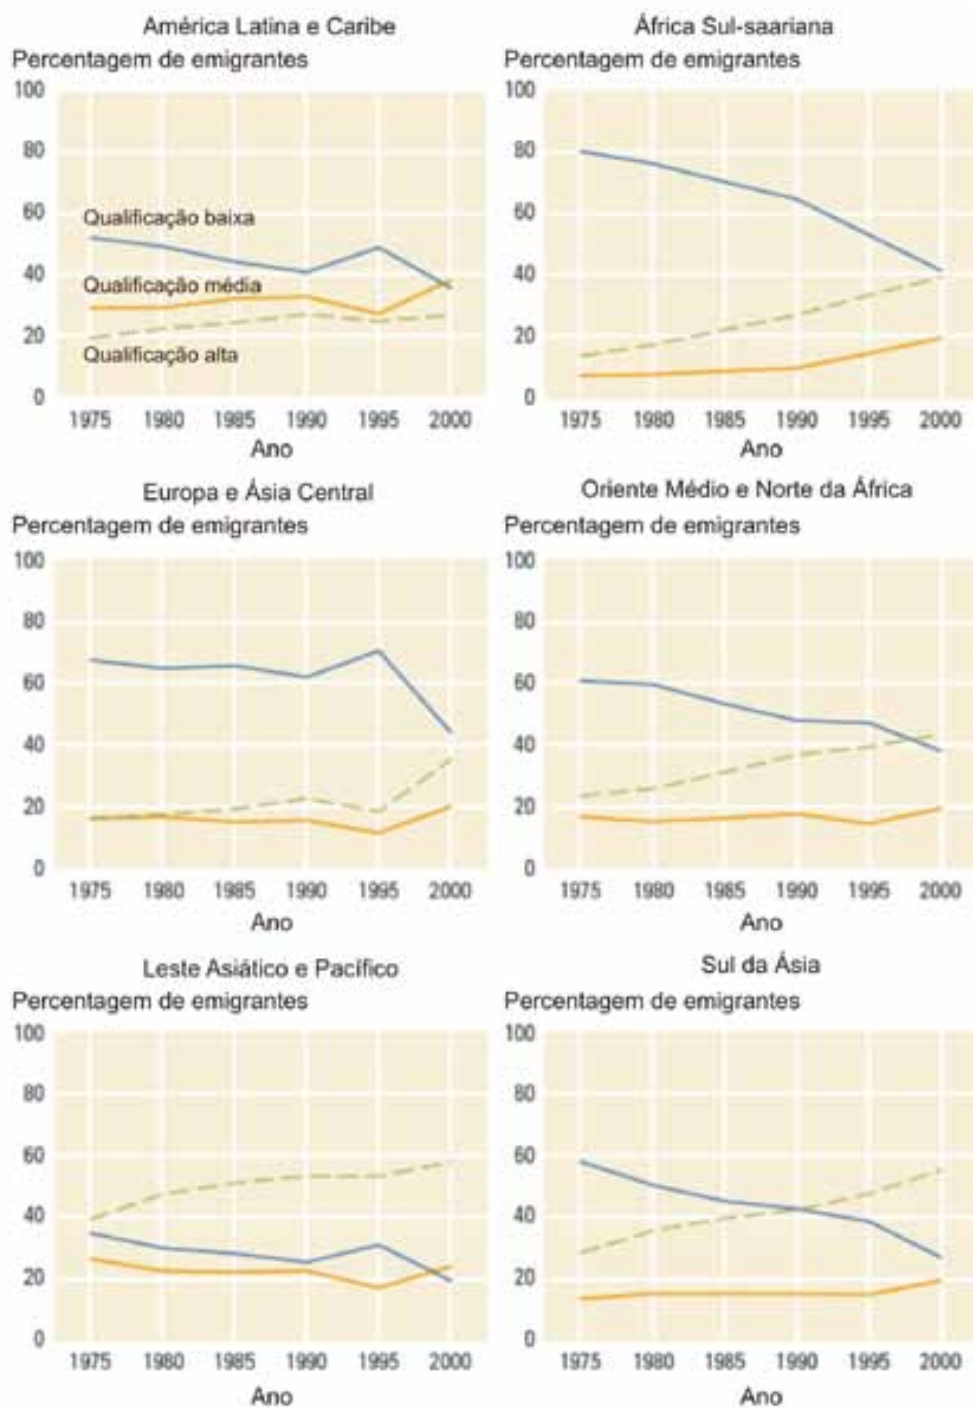 América Latina e Caribe
Percentagem de emigrantes
100
80
60
40
20
0
Qualificação baixa
Qualificação média
Qualificação alta
1975 1980 1985 1990 1995 2000
Ano
África Sul-saariana
Percentagem de emigrantes
100
80
60
40
20
0
1975 1980 1985 1990 1995 2000
Ano
Europa e Ásia Central
Percentagem de emigrantes
100
80
60
40
20
0
1975 1980 1985 1990 1995 2000
Ano
Oriente Médio e Norte da África
Percentagem de emigrantes
100
80
60
40
20
0
1975 1980 1985 1990 1995 2000
Ano
Leste Asiático e Pacífico
Percentagem de emigrantes
100
80
60
40
20
0
1975 1980 1985 1990 1995 2000
Ano
Sul da Ásia
Percentagem de emigrantes
100
80
60
40
20
0
1975 1980 1985 1990 1995 2000
Ano